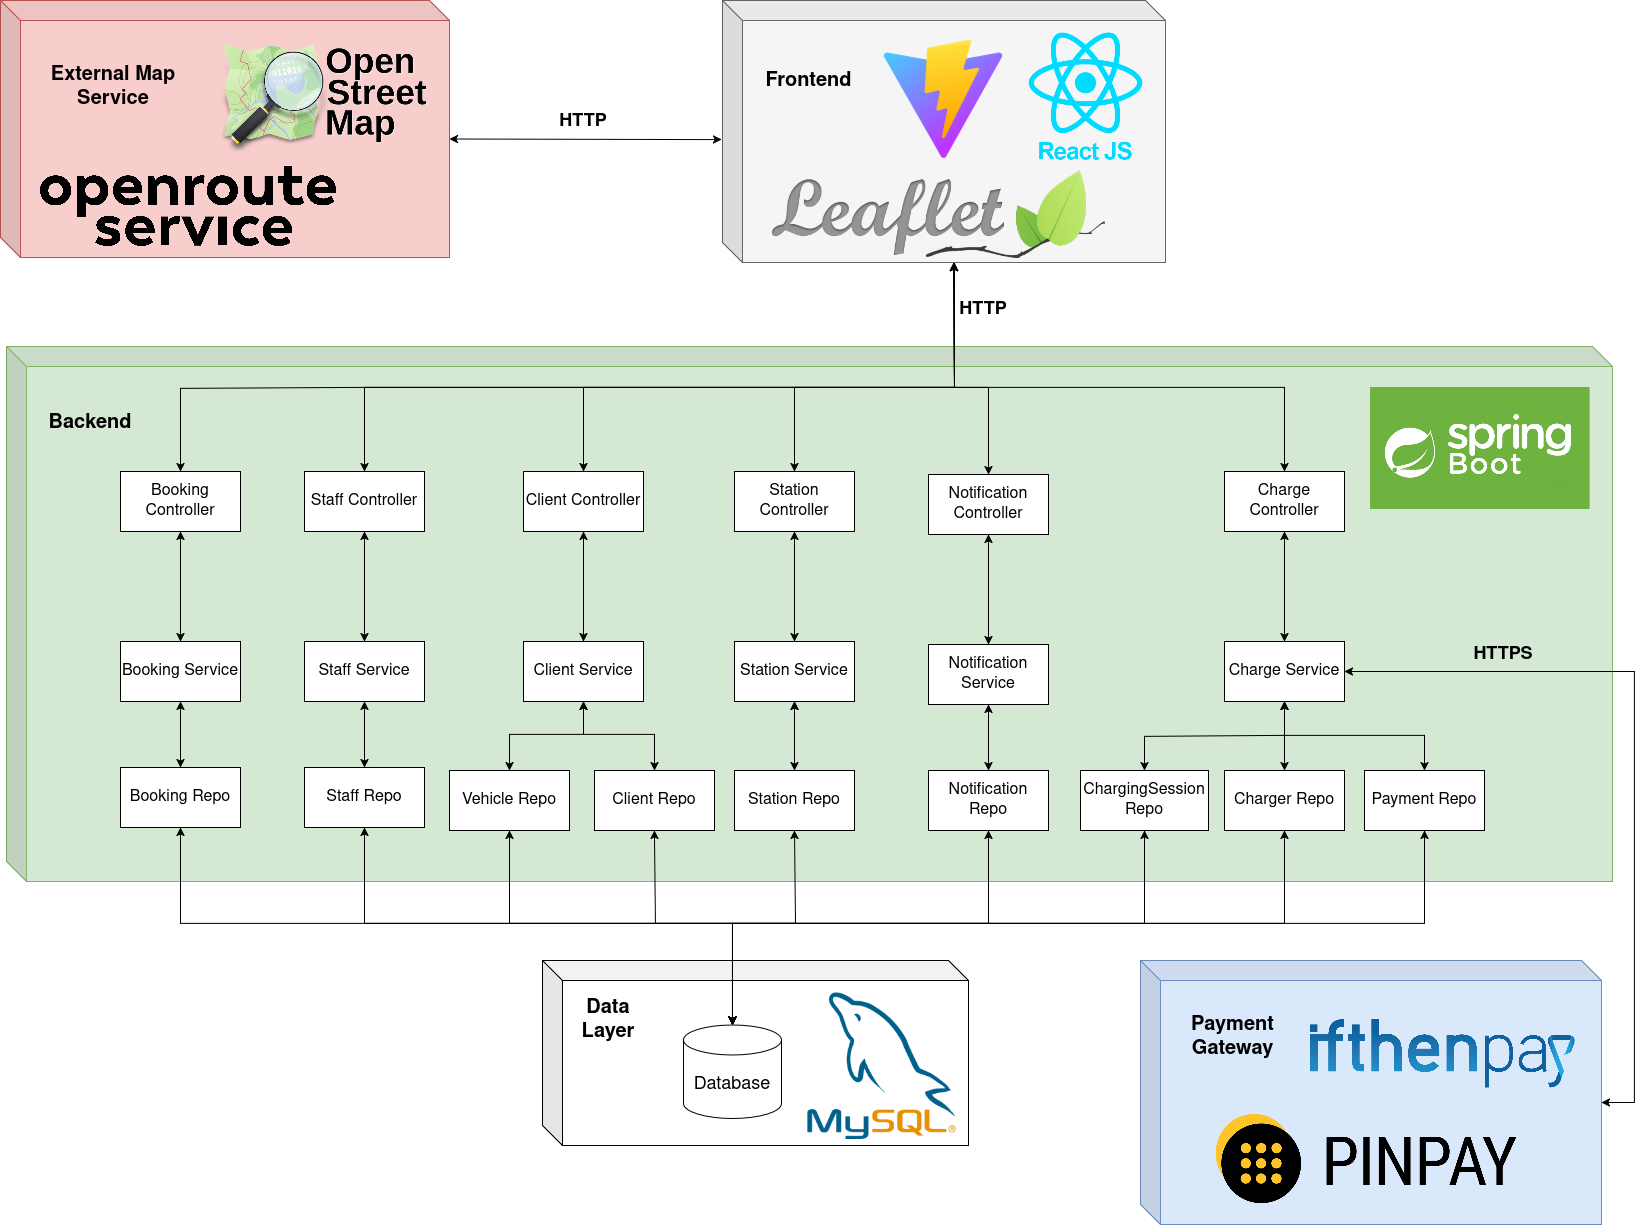 External Map
Service
Open
Street
Map
openroute
service
HTTP
Frontend
React JS
Leaflet
HTTP
Backend
spring
Boot
Booking
Controller
Staff Controller
Client Controller
Station
Controller
Notification
Controller
Charge
Controller
Booking Service
Staff Service
Client Service
Station Service
Notification
Service
Charge Service
HTTPS
Booking Repo
Staff Repo
Vehicle Repo
Client Repo
Station Repo
Notification
Repo
ChargingSession
Repo
Charger Repo
Payment Repo
Data
Layer
Database
MySQL®
Payment
Gateway
ifthenpay
PINPAY